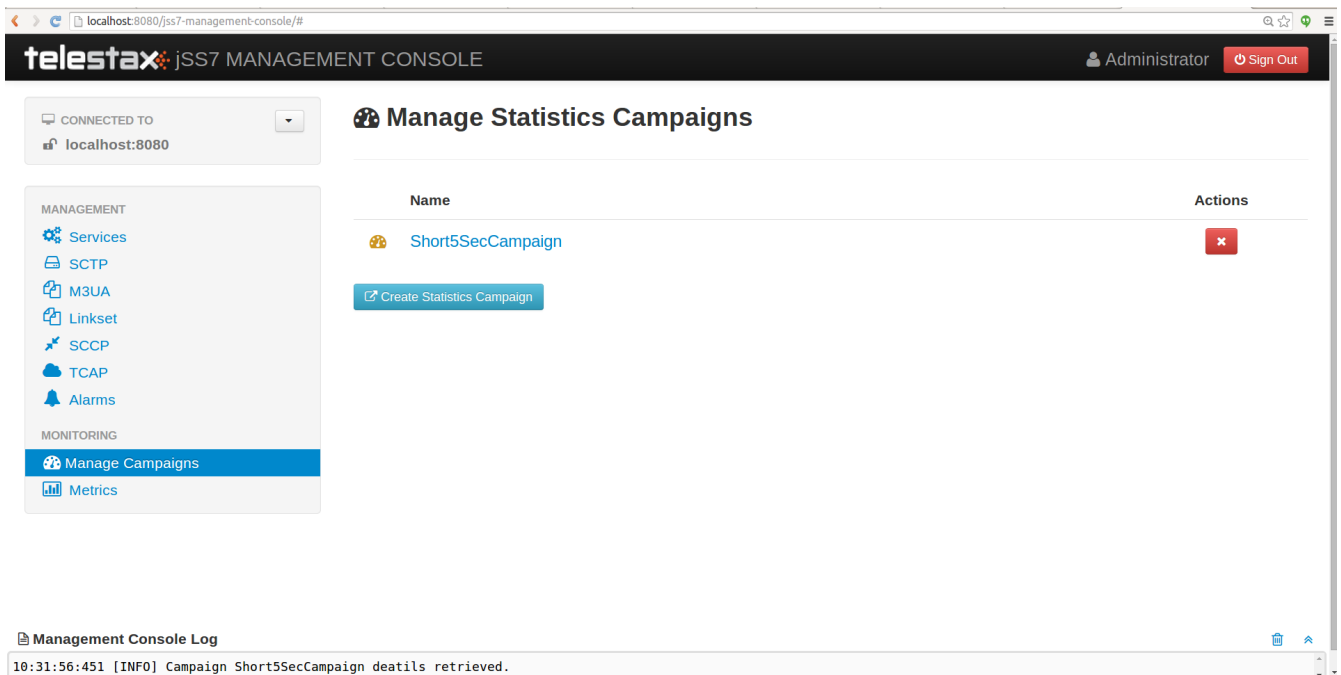 localhost:8080/jss7-management-console/#
telestax jSS7 MANAGEMENT CONSOLE
Administrator
Sign Out
CONNECTED TO
localhost:8080
Manage Statistics Campaigns
MANAGEMENT
Services
SCTP
M3UA
Linkset
SCCP
TCAP
Alarms
MONITORING
Manage Campaigns
Metrics
Name Actions
Short5SecCampaign
Create Statistics Campaign
Management Console Log
10:31:56:451 [INFO] Campaign Short5SecCampaign deatils retrieved.